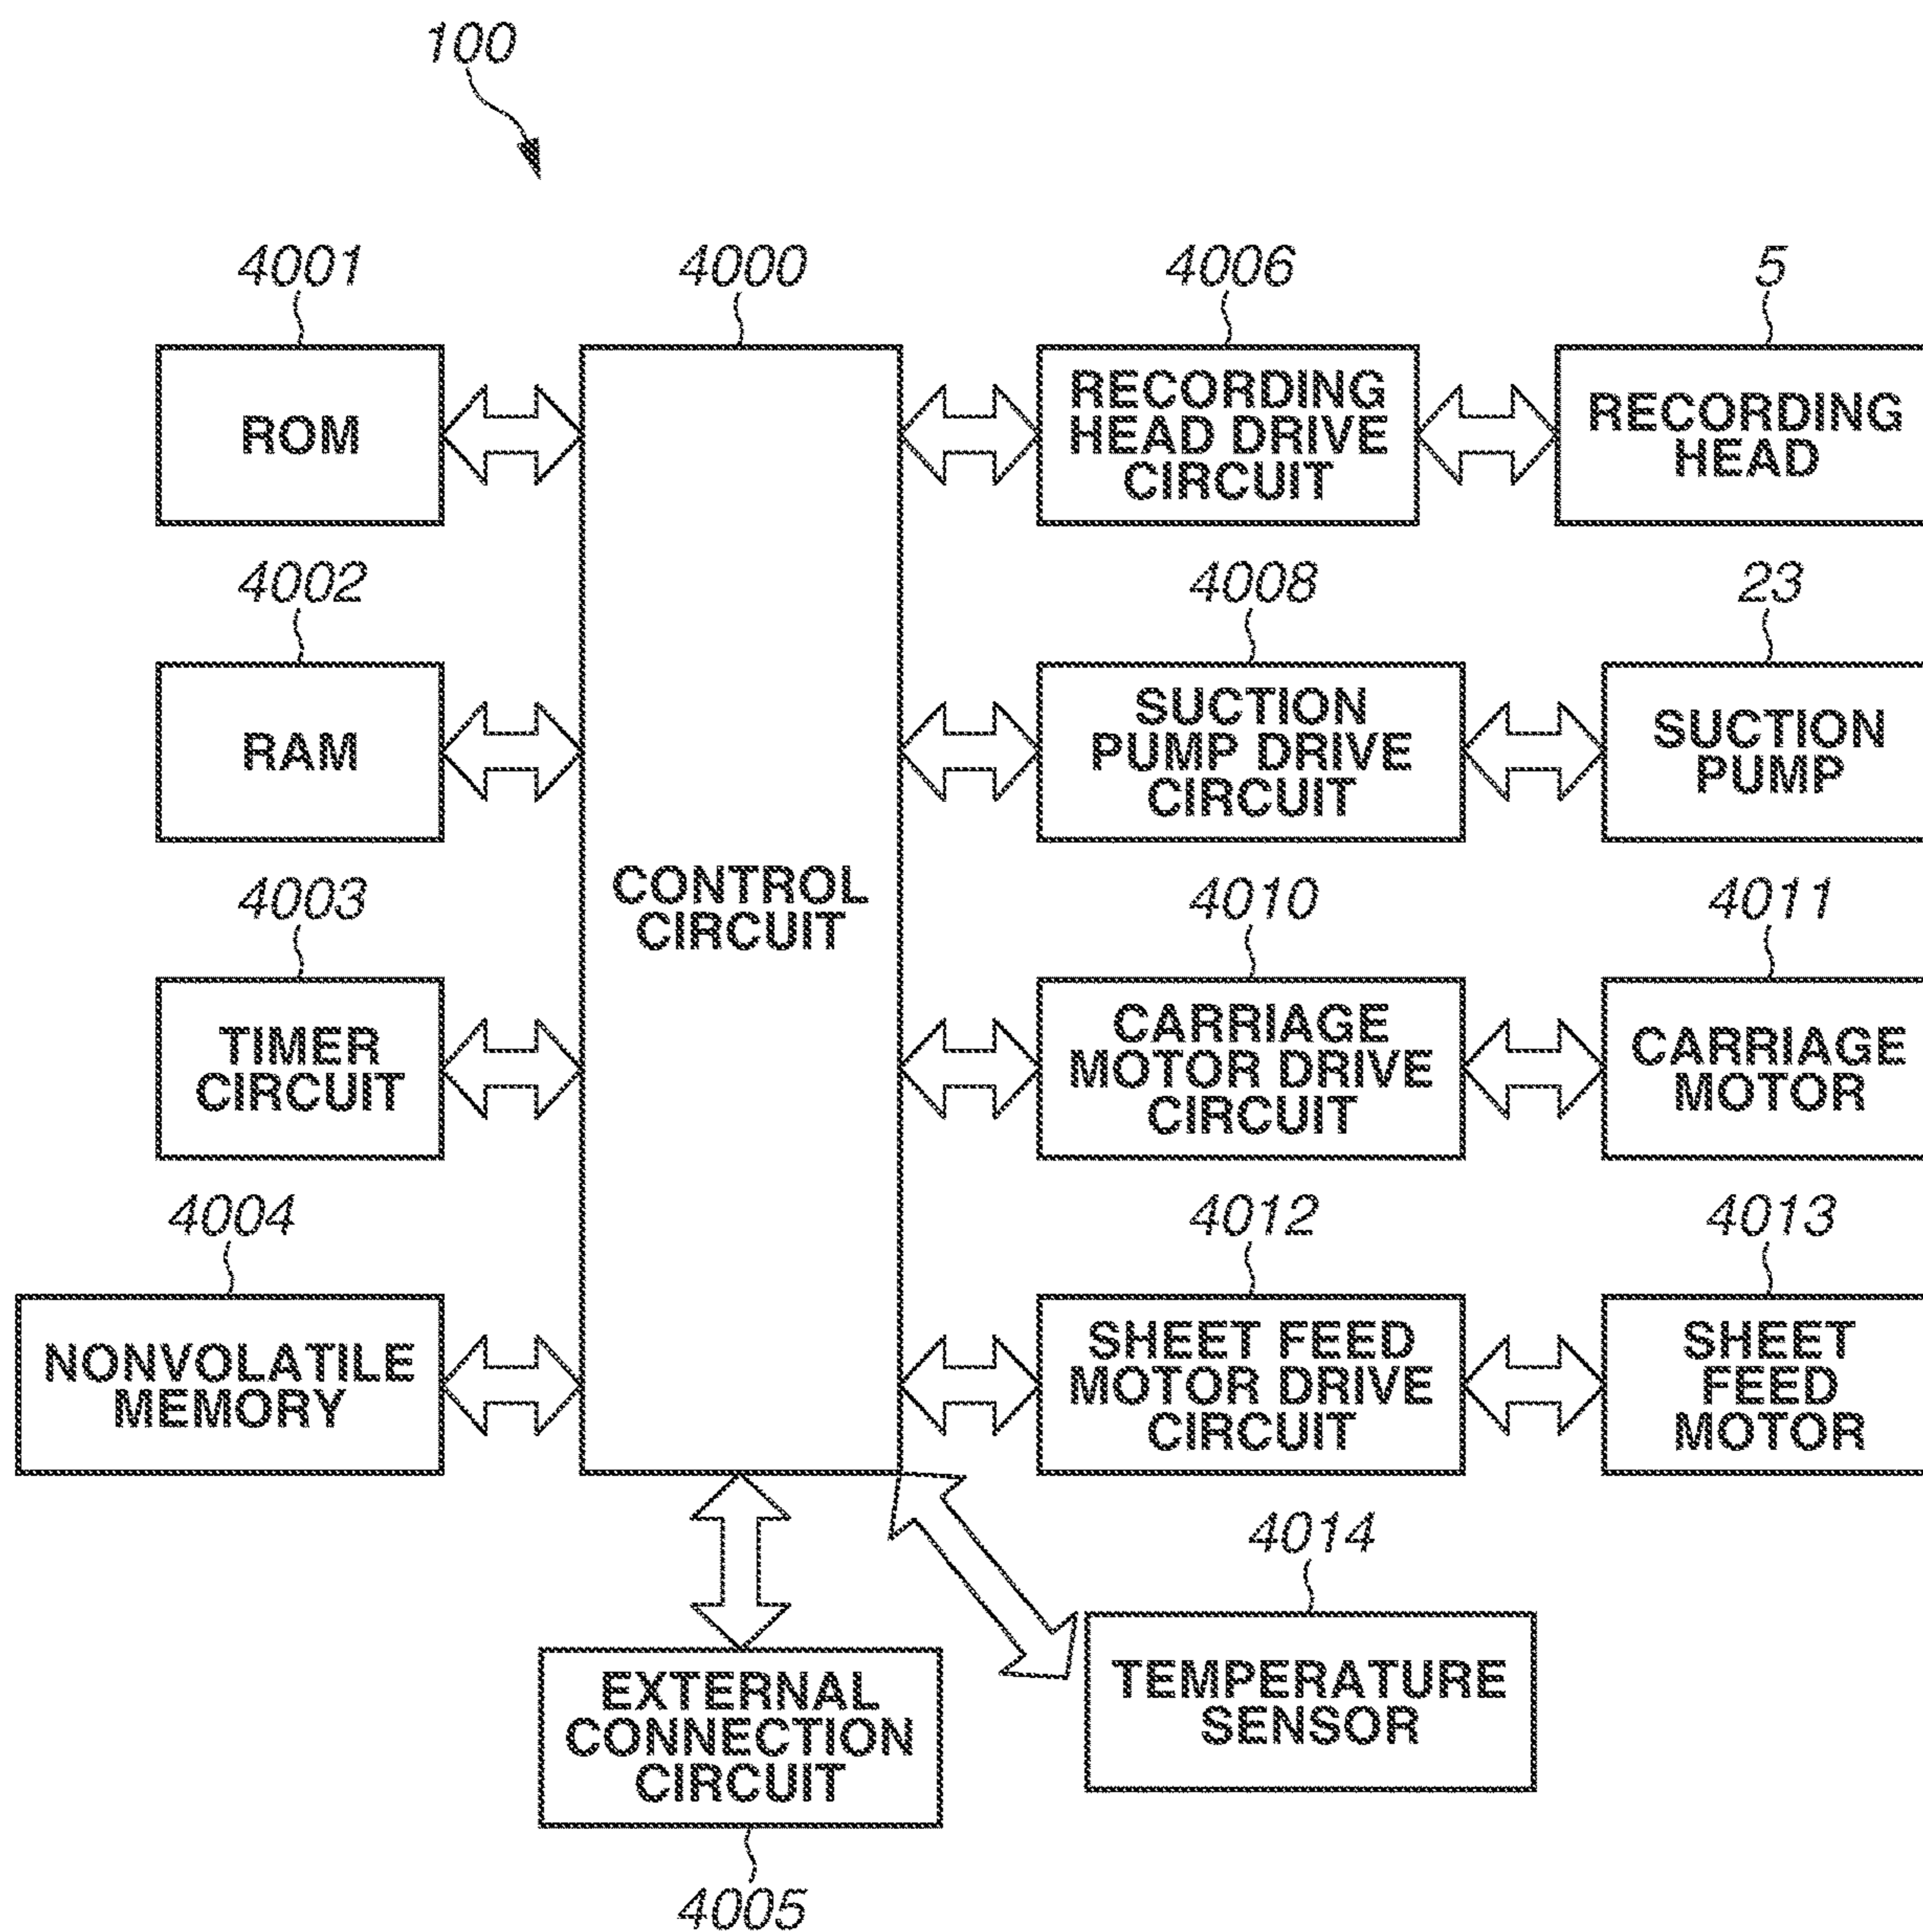 100
4001
4000
4006
5
ROM
RECORDING
HEAD DRIVE
CIRCUIT
RECORDING
HEAD
4002
4008
23
RAM
SUCTION
PUMP DRIVE
CIRCUIT
SUCTION
PUMP
CONTROL
CIRCUIT
4003
4010
4011
TIMER
CIRCUIT
CARRIAGE
MOTOR DRIVE
CIRCUIT
CARRIAGE
MOTOR
4004
4012
4013
NONVOLATILE
MEMORY
SHEET FEED
MOTOR DRIVE
CIRCUIT
SHEET
FEED
MOTOR
4014
EXTERNAL
CONNECTION
CIRCUIT
TEMPERATURE
SENSOR
4005